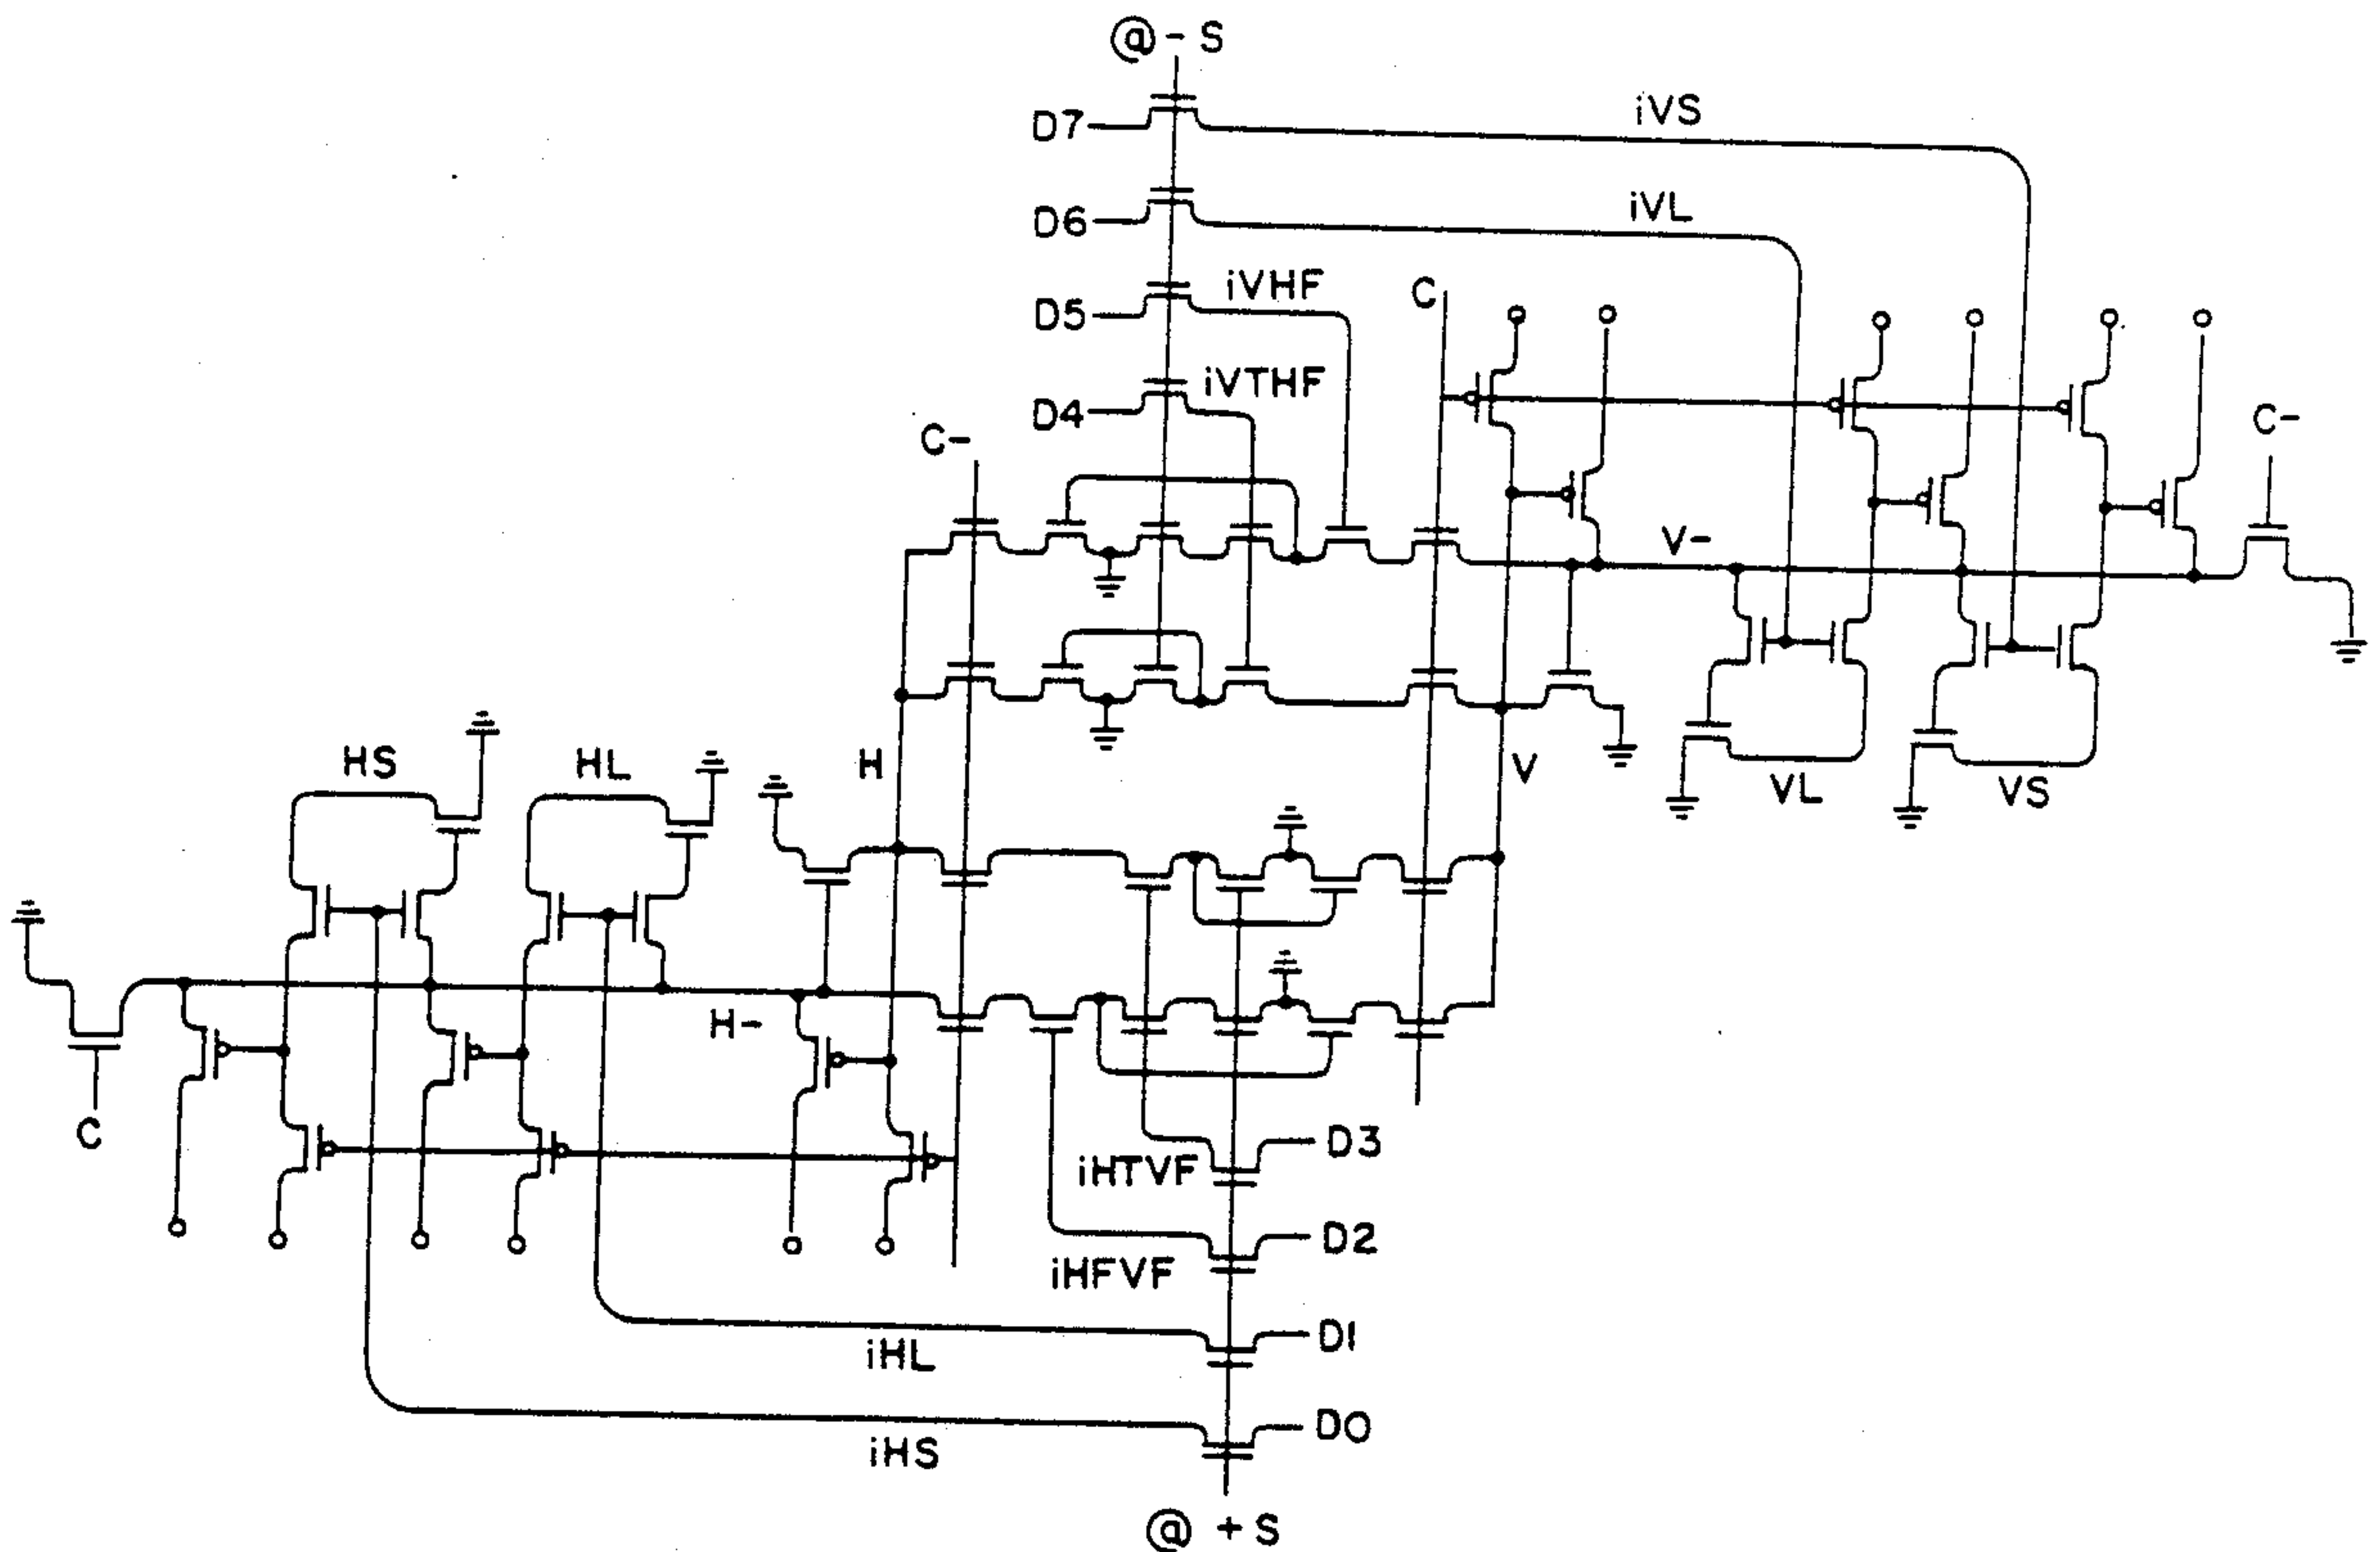 @ - S
D7
iVS
D6
iVL
D5
iVHF
C
D4
iVTHF
C-
C-
V-
HS
HL
H
V
VL
VS
H-
C
iHTVF
D3
iHFVF
D2
iHL
D1
iHS
D0
@ + S